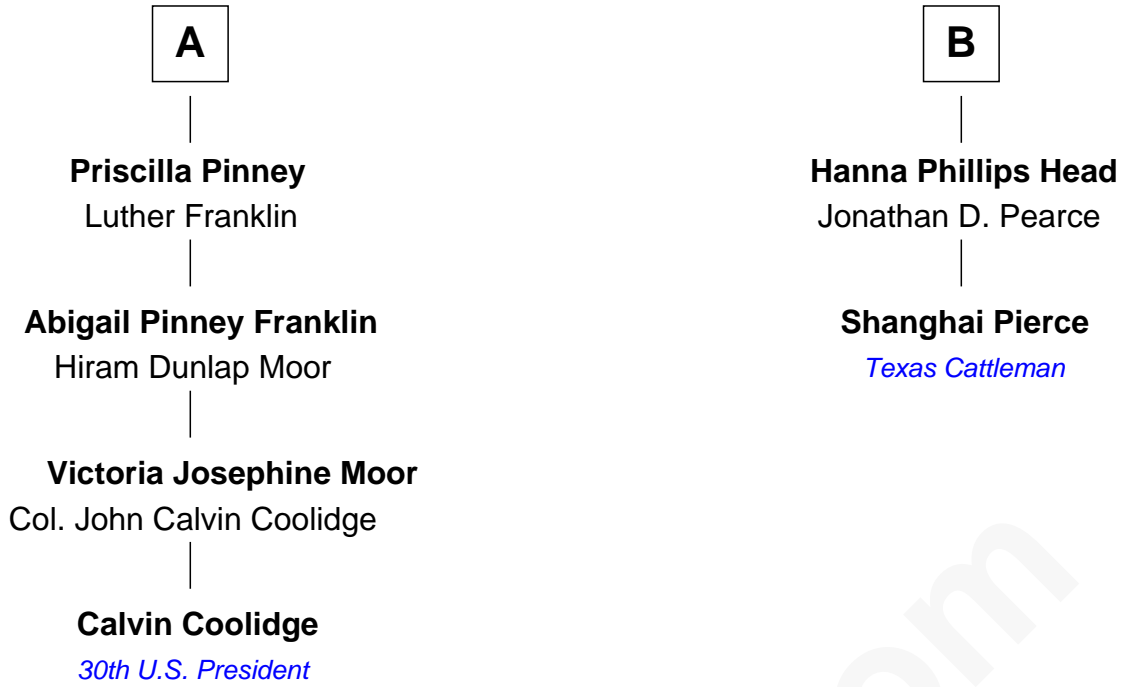 A
Priscilla Pinney
Luther Franklin
Abigail Pinney Franklin
Hiram Dunlap Moor
Victoria Josephine Moor
Col. John Calvin Coolidge
Calvin Coolidge
30th U.S. President
B
Hanna Phillips Head
Jonathan D. Pearce
Shanghai Pierce
Texas Cattleman
om